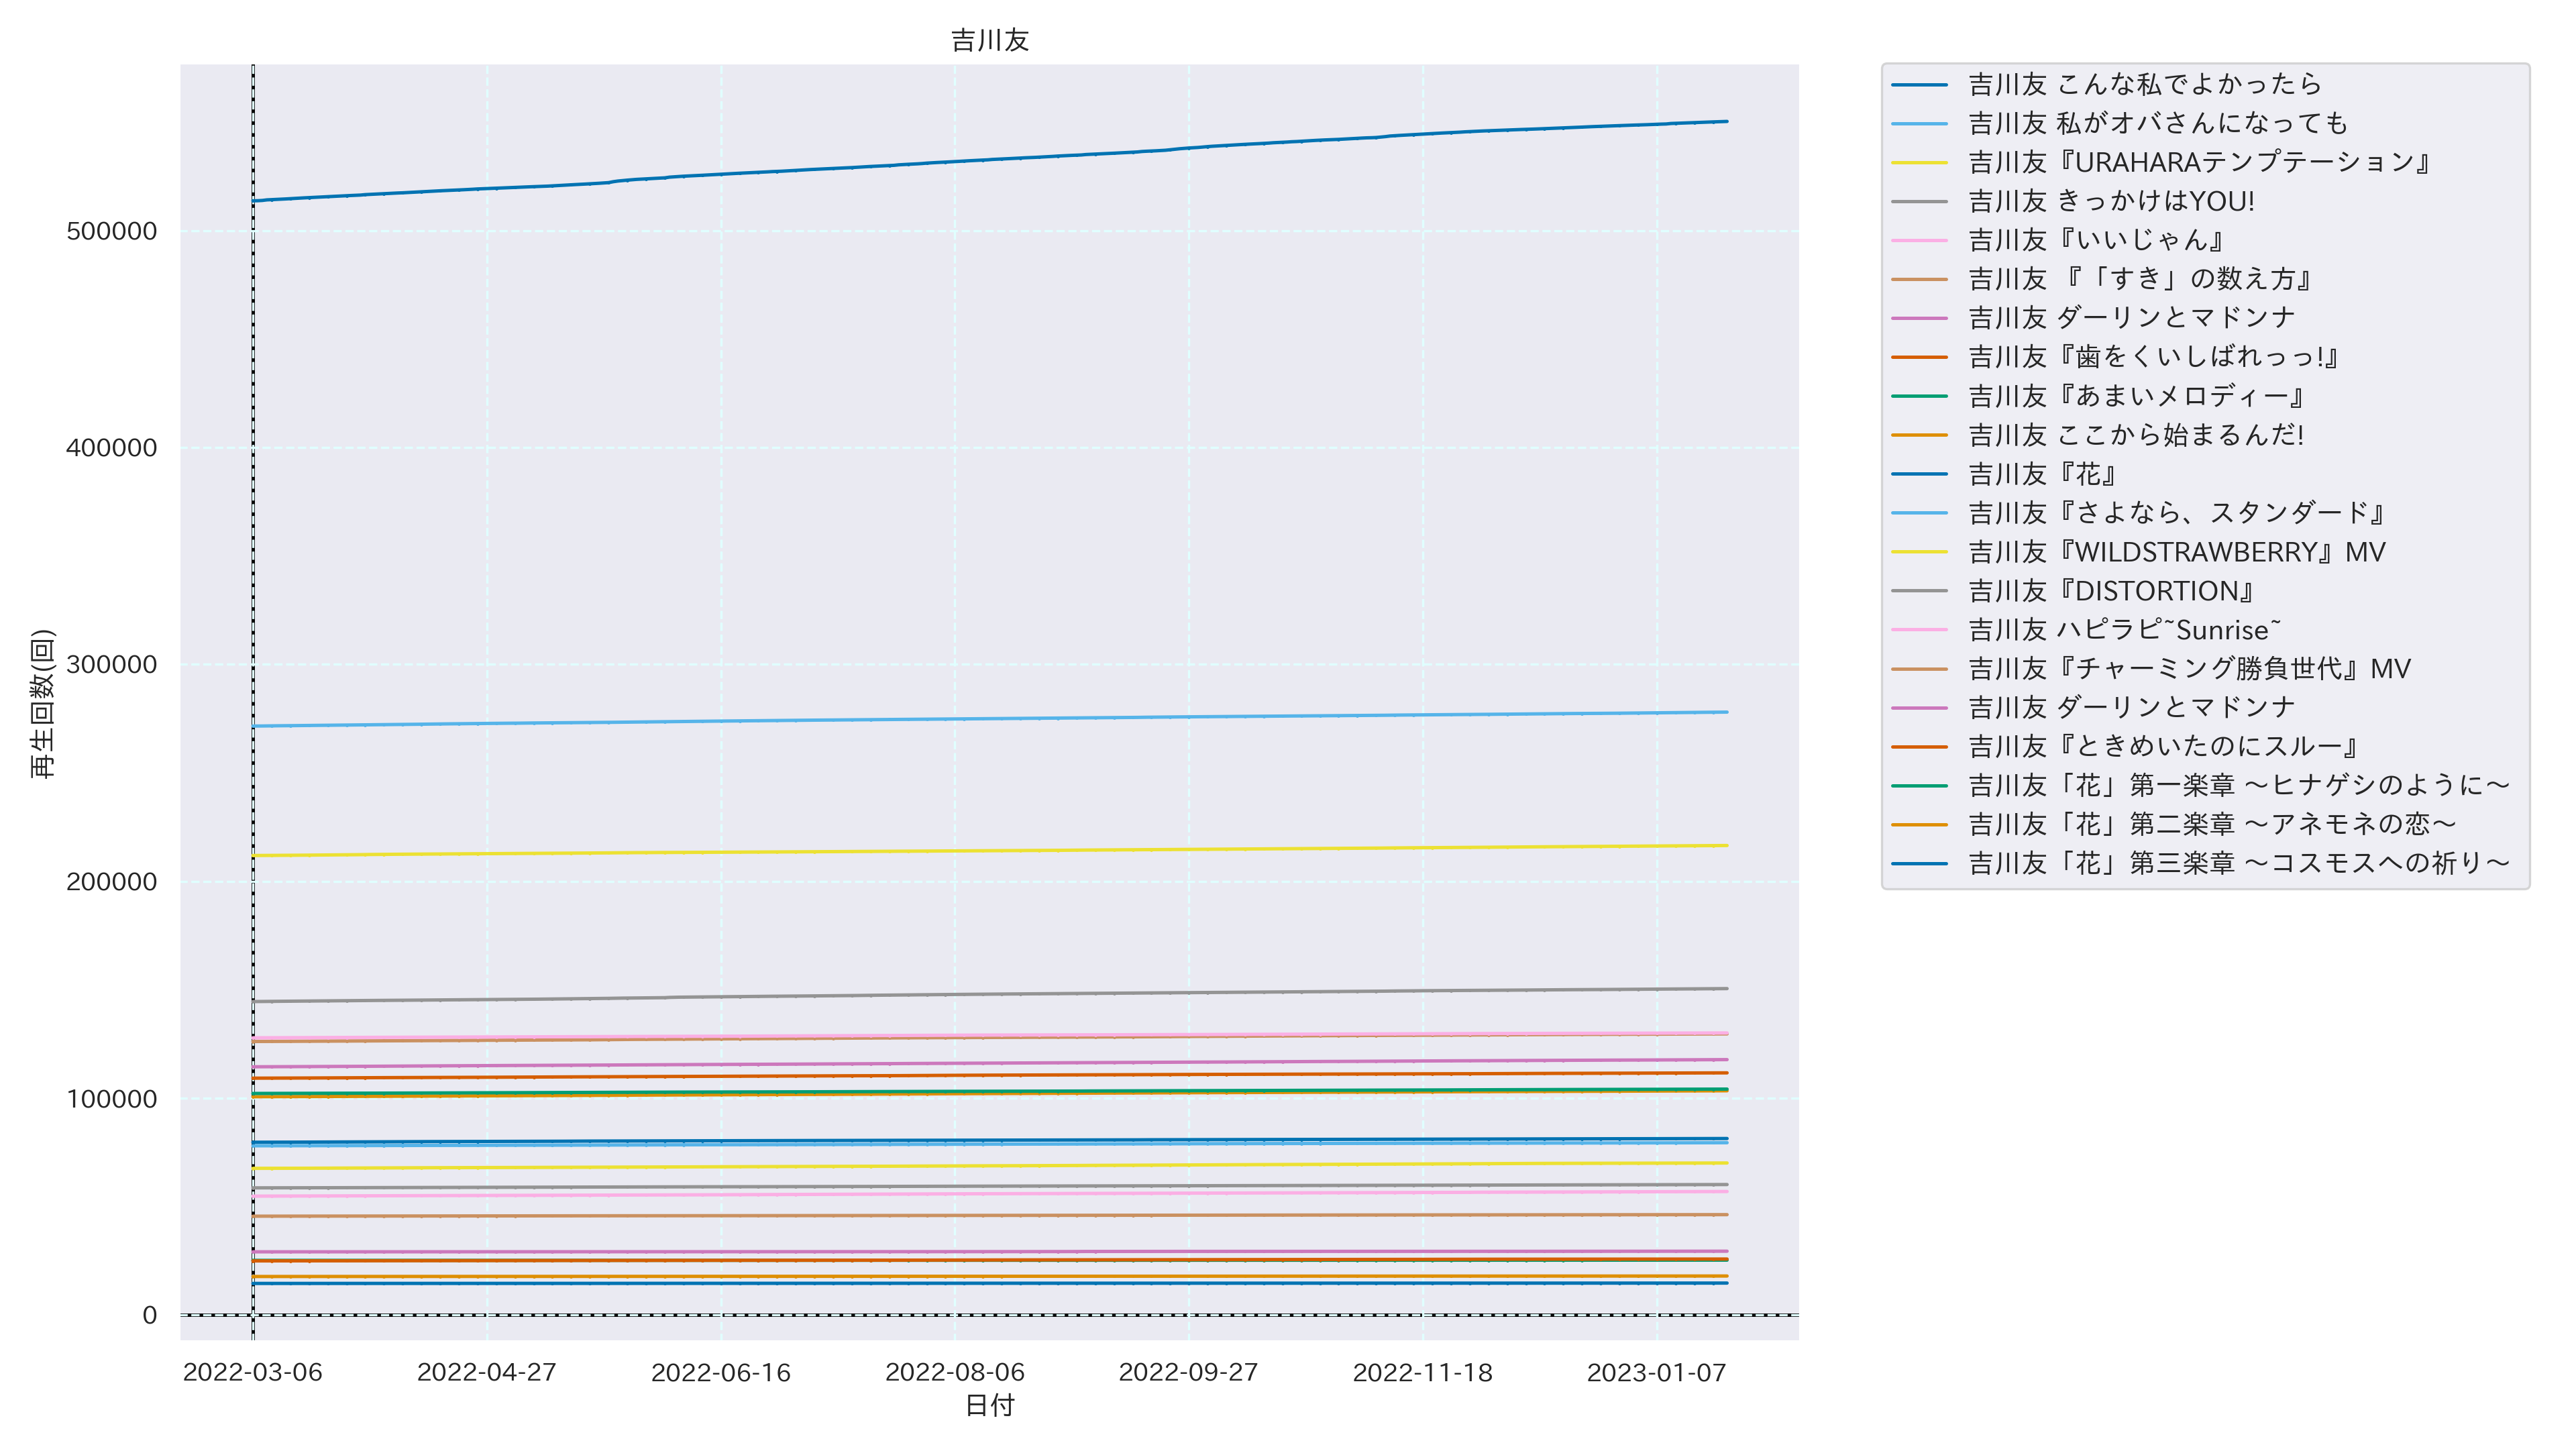 吉川友
再生回数(回)
500000
400000
300000
200000
100000
0
2022-03-06
2022-04-27
2022-06-16
2022-08-06
2022-09-27
2022-11-18
2023-01-07
日付
吉川友 こんな私でよかったら
吉川友 私がオバさんになっても
吉川友『URAHARAテンプテーション』
吉川友 きっかけはYOU!
吉川友『いいじゃん』
吉川友 『「すき」の数え方』
吉川友 ダーリンとマドンナ
吉川友『歯をくいしばれっっ!』
吉川友『あまいメロディー』
吉川友 ここから始まるんだ!
吉川友『花』
吉川友『さよなら、スタンダード』
吉川友『WILDSTRAWBERRY』MV
吉川友『DISTORTION』
吉川友 ハピラピ~Sunrise~
吉川友『チャーミング勝負世代』MV
吉川友 ダーリンとマドンナ
吉川友『ときめいたのにスルー』
吉川友「花」第一楽章 〜ヒナゲシのように〜
吉川友「花」第二楽章 〜アネモネの恋〜
吉川友「花」第三楽章 〜コスモスへの祈り〜